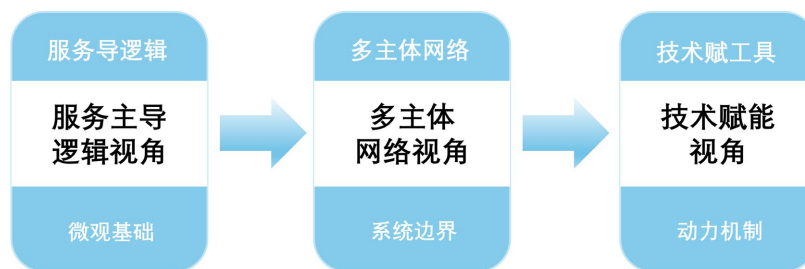 服务导逻辑
服务主导
逻辑视角
微观基础
多主体网络
多主体
网络视角
系统边界
技术赋工具
技术赋能
视角
动力机制